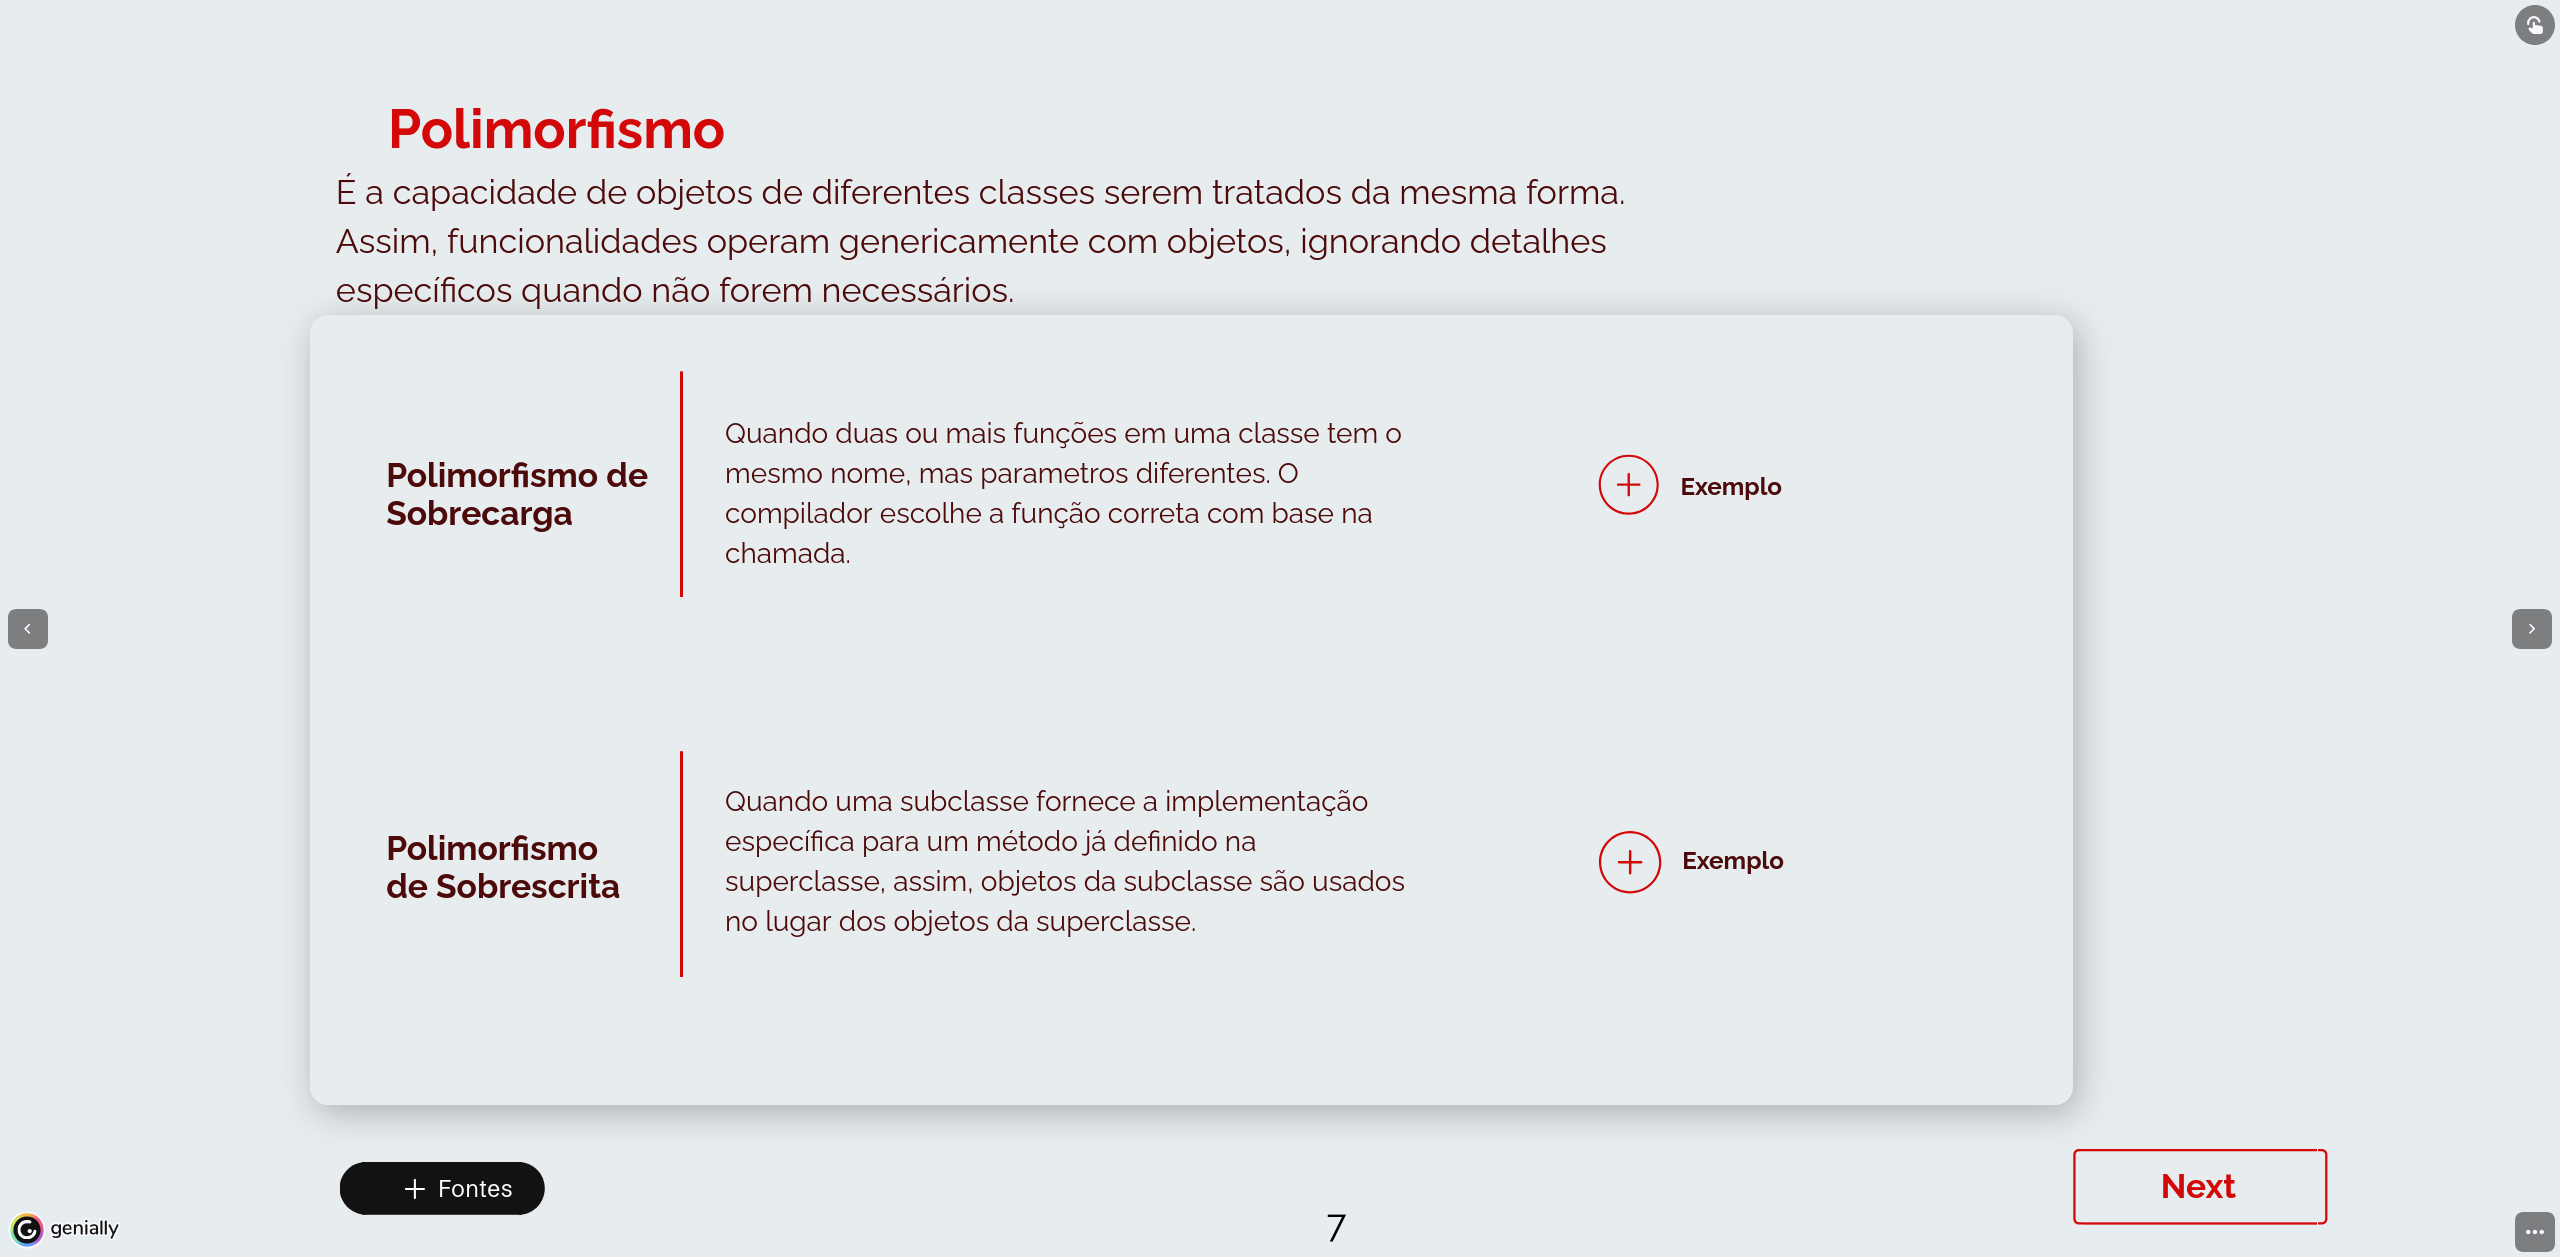 Polimorfismo
É a capacidade de objetos de diferentes classes serem tratados da mesma forma.
Assim, funcionalidades operam genericamente com objetos, ignorando detalhes
específicos quando não forem necessários.
Polimorfismo de
Sobrecarga
Quando duas ou mais funções em uma classe tem o
mesmo nome, mas parametros diferentes. O
compilador escolhe a função correta com base na
chamada.
Exemplo
Polimorfismo
de Sobrescrita
Quando uma subclasse fornece a implementação
específica para um método já definido na
superclasse, assim, objetos da subclasse são usados
no lugar dos objetos da superclasse.
Exemplo
Fontes
Next
genially
7